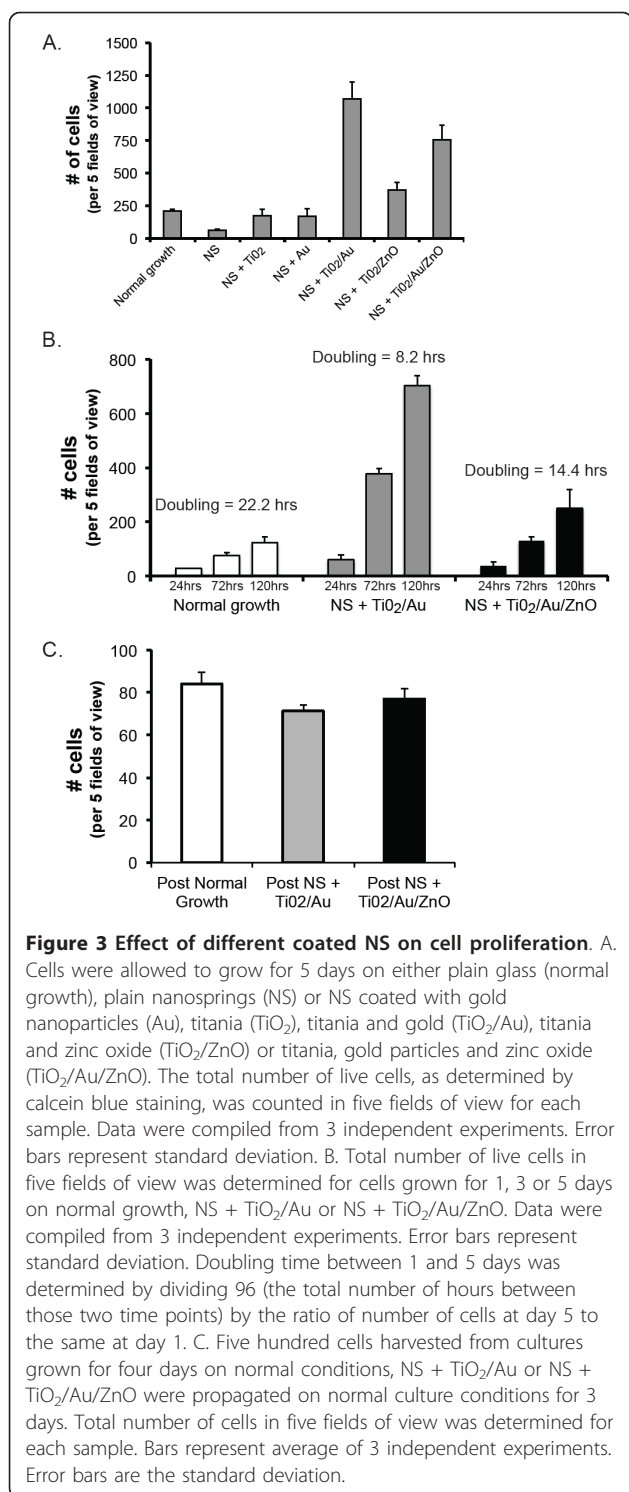 A.
1500
1250
1000
750
500
250
0
# of cells
(per 5 fields of view)
Normal growth
NS
NS + Ti0₂
NS + Au
NS + Ti0₂/Au
NS + Ti0₂/ZnO
NS + Ti0₂/Au/ZnO
B.
800
600
400
200
0
# cells
(per 5 fields of view)
Doubling = 22.2 hrs
Doubling = 8.2 hrs
Doubling = 14.4 hrs
24hrs 72hrs 120hrs
Normal growth
24hrs 72hrs 120hrs
NS + Ti0₂/Au
24hrs 72hrs 120hrs
NS + Ti0₂/Au/ZnO
C.
100
80
60
40
20
0
# cells
(per 5 fields of view)
Post Normal
Growth
Post NS +
Ti02/Au
Post NS +
Ti02/Au/ZnO
Figure 3 Effect of different coated NS on cell proliferation. A.
Cells were allowed to grow for 5 days on either plain glass (normal
growth), plain nanosprings (NS) or NS coated with gold
nanoparticles (Au), titania (TiO₂), titania and gold (TiO₂/Au), titania
and zinc oxide (TiO₂/ZnO) or titania, gold particles and zinc oxide
(TiO₂/Au/ZnO). The total number of live cells, as determined by
calcein blue staining, was counted in five fields of view for each
sample. Data were compiled from 3 independent experiments. Error
bars represent standard deviation. B. Total number of live cells in
five fields of view was determined for cells grown for 1, 3 or 5 days
on normal growth, NS + TiO₂/Au or NS + TiO₂/Au/ZnO. Data were
compiled from 3 independent experiments. Error bars represent
standard deviation. Doubling time between 1 and 5 days was
determined by dividing 96 (the total number of hours between
those two time points) by the ratio of number of cells at day 5 to
the same at day 1. C. Five hundred cells harvested from cultures
grown for four days on normal conditions, NS + TiO₂/Au or NS +
TiO₂/Au/ZnO were propagated on normal culture conditions for 3
days. Total number of cells in five fields of view was determined for
each sample. Bars represent average of 3 independent experiments.
Error bars are the standard deviation.